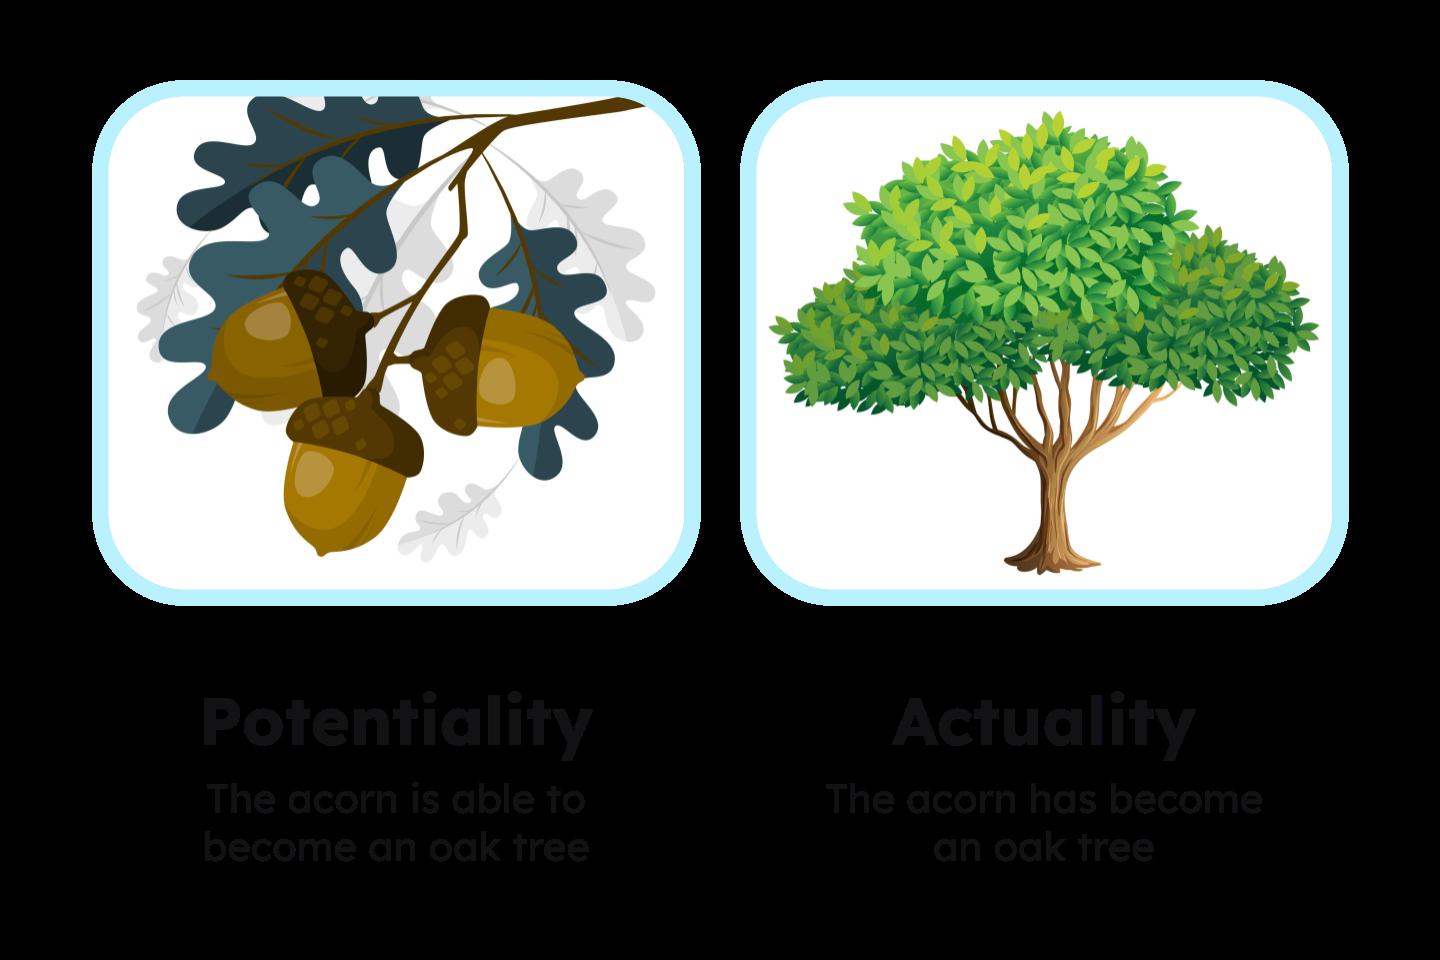 Potentiality
The acorn is able to
become an oak tree
Actuality
The acorn has become
an oak tree